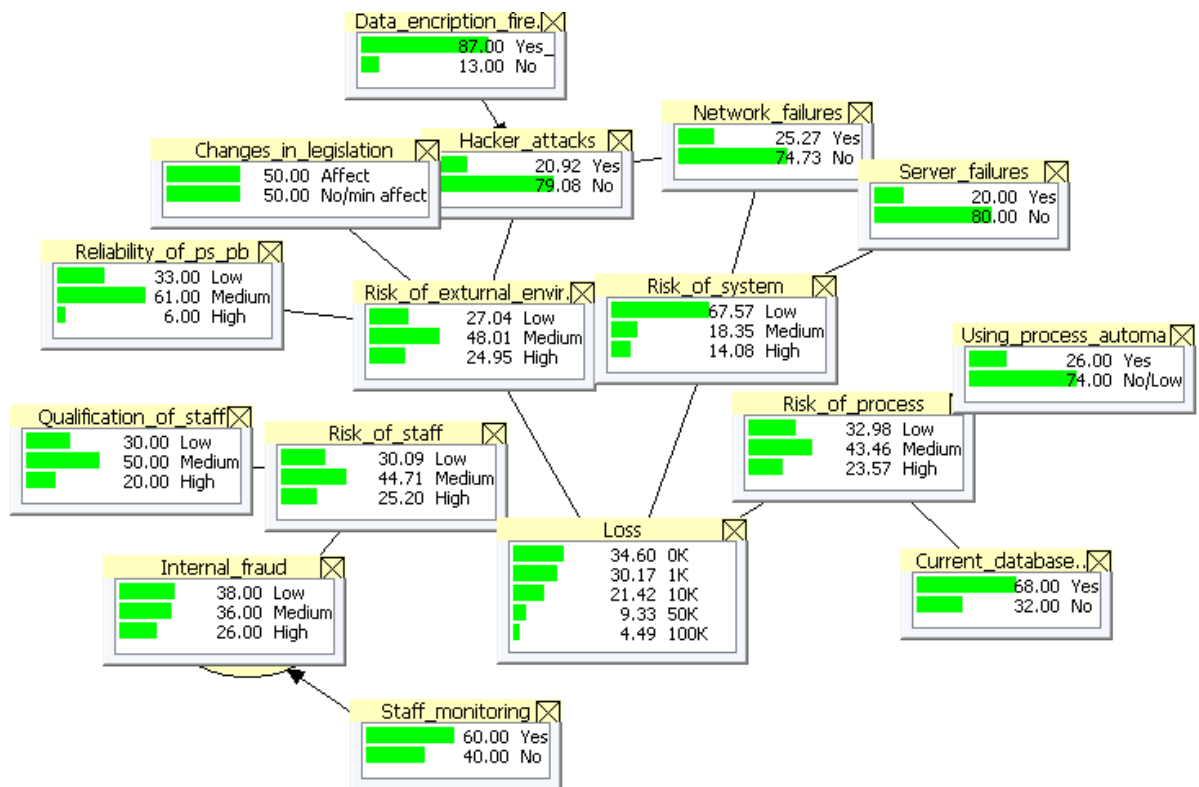 Data_encription_fire..
87.00 Yes_
13.00 No
Network_failures
25.27 Yes
74.73 No
Hacker_attacks
20.92 Yes
79.08 No
Changes_in_legislation
50.00 Affect
50.00 No/min affect
Server_failures
20.00 Yes
80.00 No
Reliability_of_ps_pb
33.00 Low
61.00 Medium
6.00 High
Risk_of_exturnal_envir..
27.04 Low
48.01 Medium
24.95 High
Risk_of_system
67.57 Low
18.35 Medium
14.08 High
Using_process_automa
26.00 Yes
74.00 No/Low
Qualification_of_staff
30.00 Low
50.00 Medium
20.00 High
Risk_of_staff
30.09 Low
44.71 Medium
25.20 High
Risk_of_process
32.98 Low
43.46 Medium
23.57 High
Loss
34.60 0K
30.17 1K
21.42 10K
9.33 50K
4.49 100K
Internal_fraud
38.00 Low
36.00 Medium
26.00 High
Current_database..
68.00 Yes
32.00 No
Staff_monitoring
60.00 Yes
40.00 No